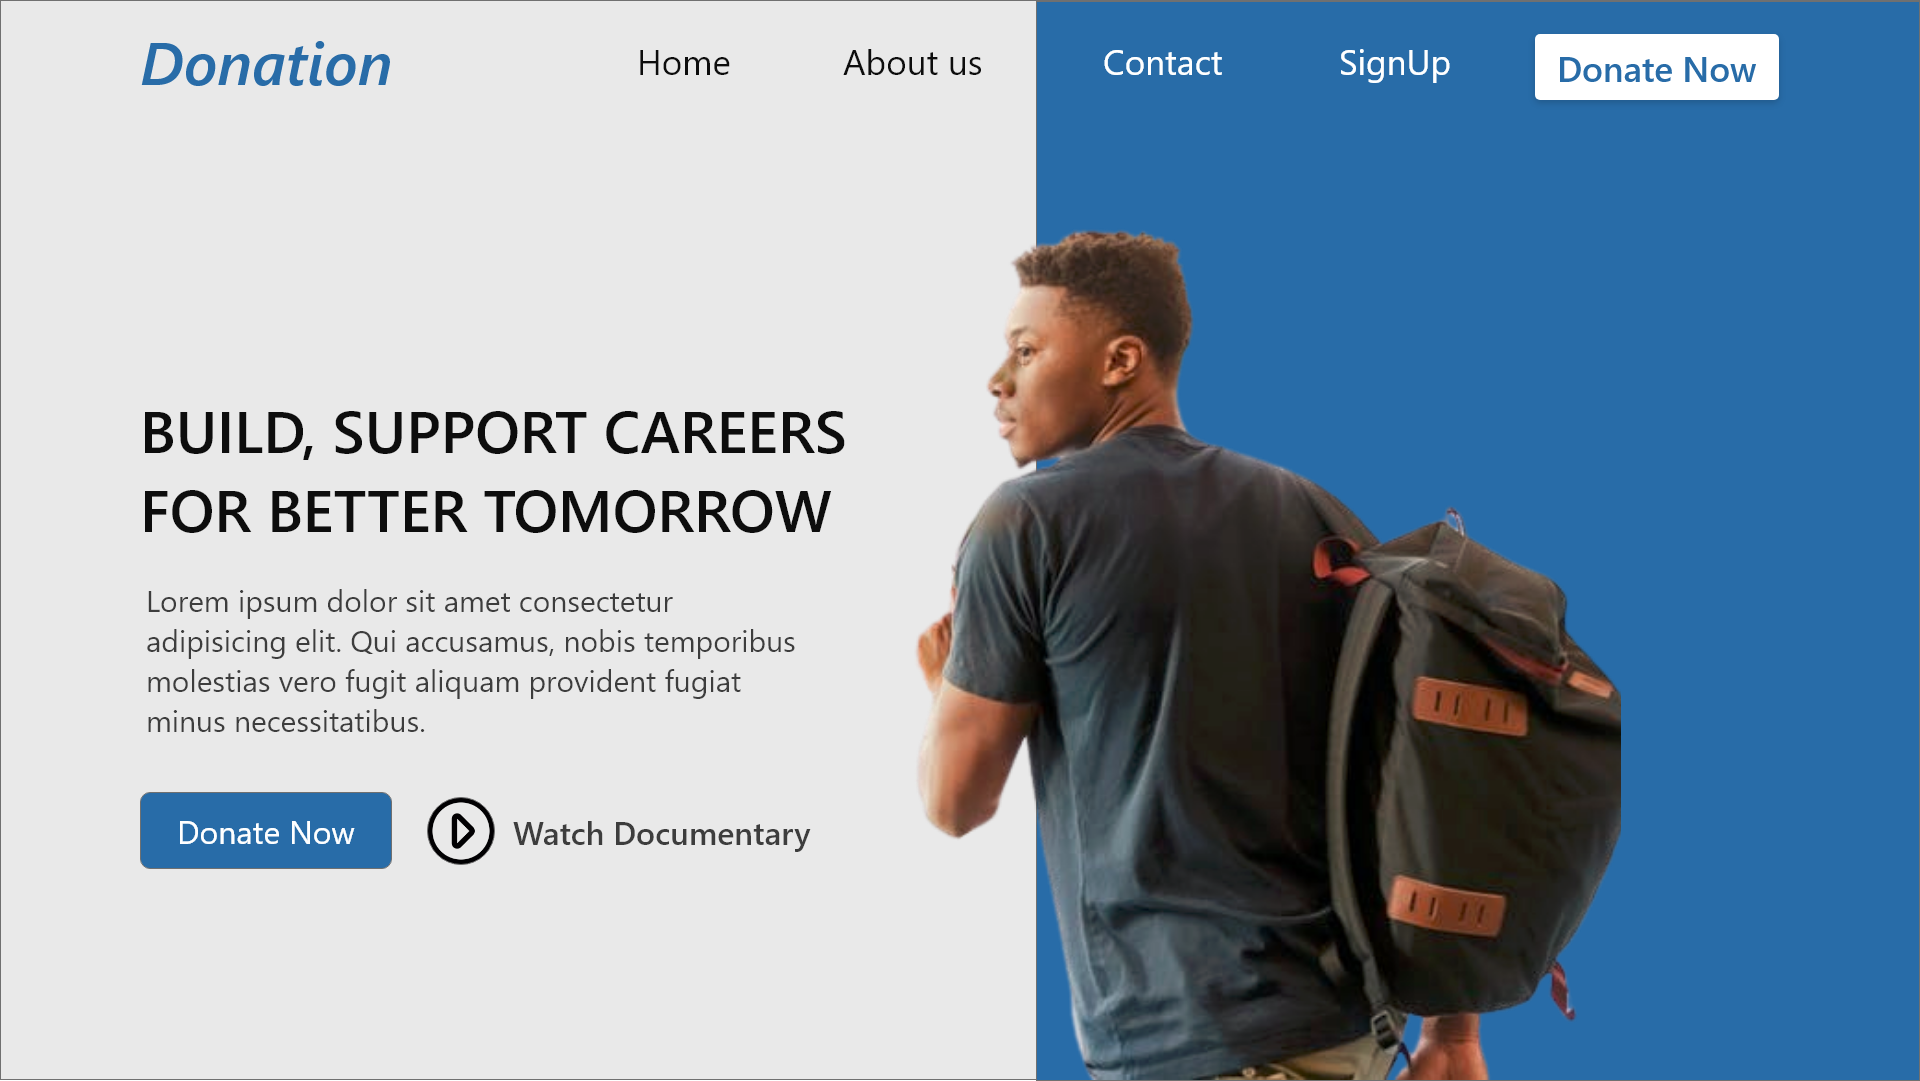 Donation
Home
About us
Contact
SignUp
Donate Now
BUILD, SUPPORT CAREERS
FOR BETTER TOMORROW
Lorem ipsum dolor sit amet consectetur
adipisicing elit. Qui accusamus, nobis temporibus
molestias vero fugit aliquam provident fugiat
minus necessitatibus.
Donate Now
Watch Documentary